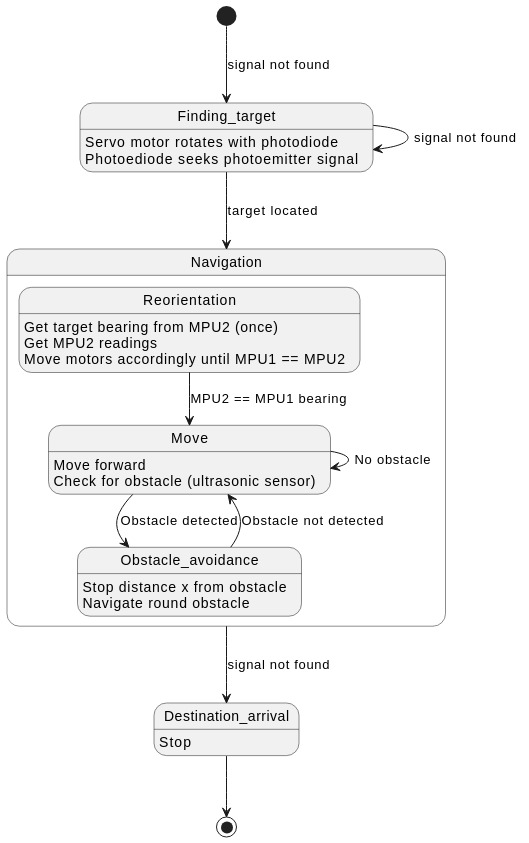 signal not found
Finding_target
Servo motor rotates with photodiode
Photoediode seeks photoemitter signal
signal not found
target located
Navigation
Reorientation
Get target bearing from MPU2 (once)
Get MPU2 readings
Move motors accordingly until MPU1 == MPU2
MPU2 == MPU1 bearing
Move
Move forward
Check for obstacle (ultrasonic sensor)
No obstacle
Obstacle detected
Obstacle not detected
Obstacle_avoidance
Stop distance x from obstacle
Navigate round obstacle
signal not found
Destination_arrival
Stop